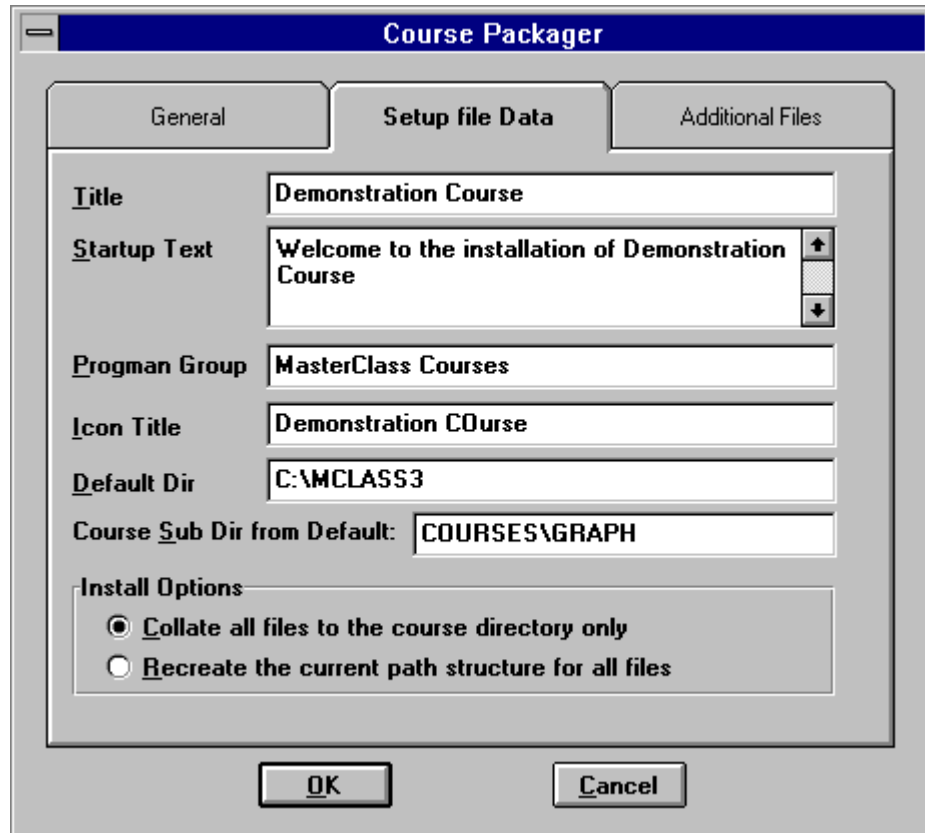 Course Packager
General
Setup file Data
Additional Files
Title
Demonstration Course
Startup Text
Welcome to the installation of Demonstration
Course
Progman Group
MasterClass Courses
Icon Title
Demonstration COurse
Default Dir
C:\MCLASS3
Course Sub Dir from Default:
COURSES\GRAPH
Install Options
Collate all files to the course directory only
Recreate the current path structure for all files
OK
Cancel